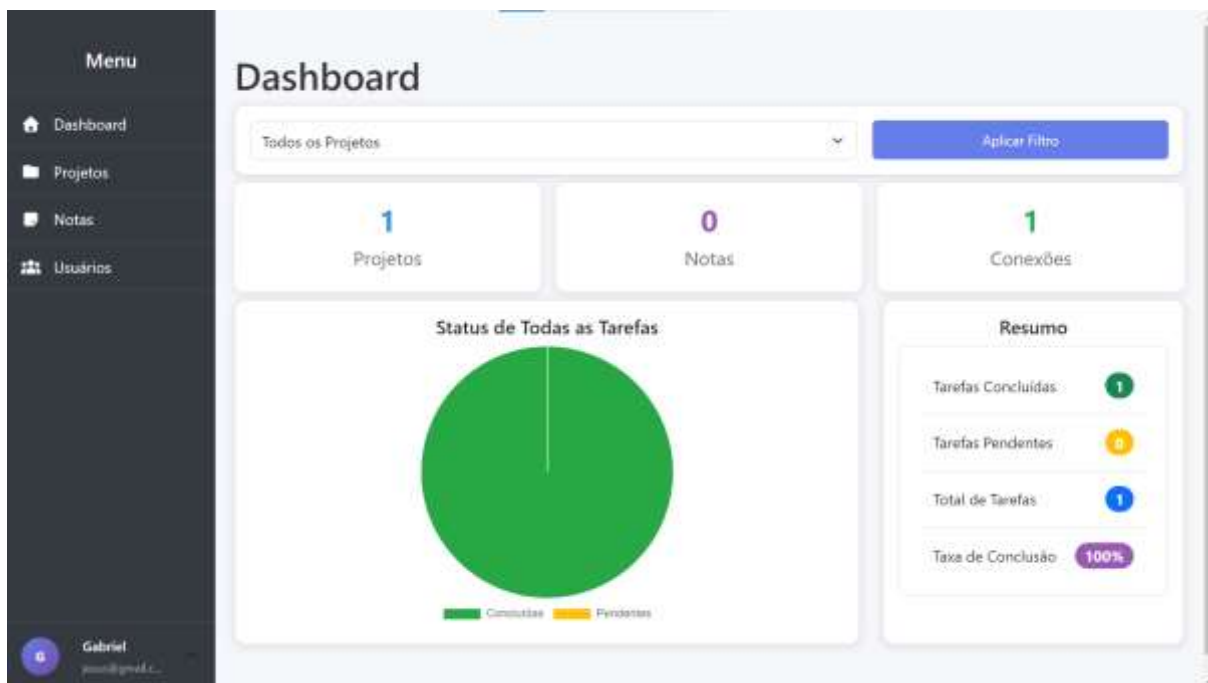 Menu
Dashboard
Projetos
Notas
Usuários
G
Gabriel
Dashboard
Todos os Projetos
Aplicar Filtro
1
Projetos
0
Notas
1
Conexões
Status de Todas as Tarefas
Concluídas Pendentes
Resumo
Tarefas Concluídas 1
Tarefas Pendentes 0
Total de Tarefas 1
Taxa de Conclusão 100%